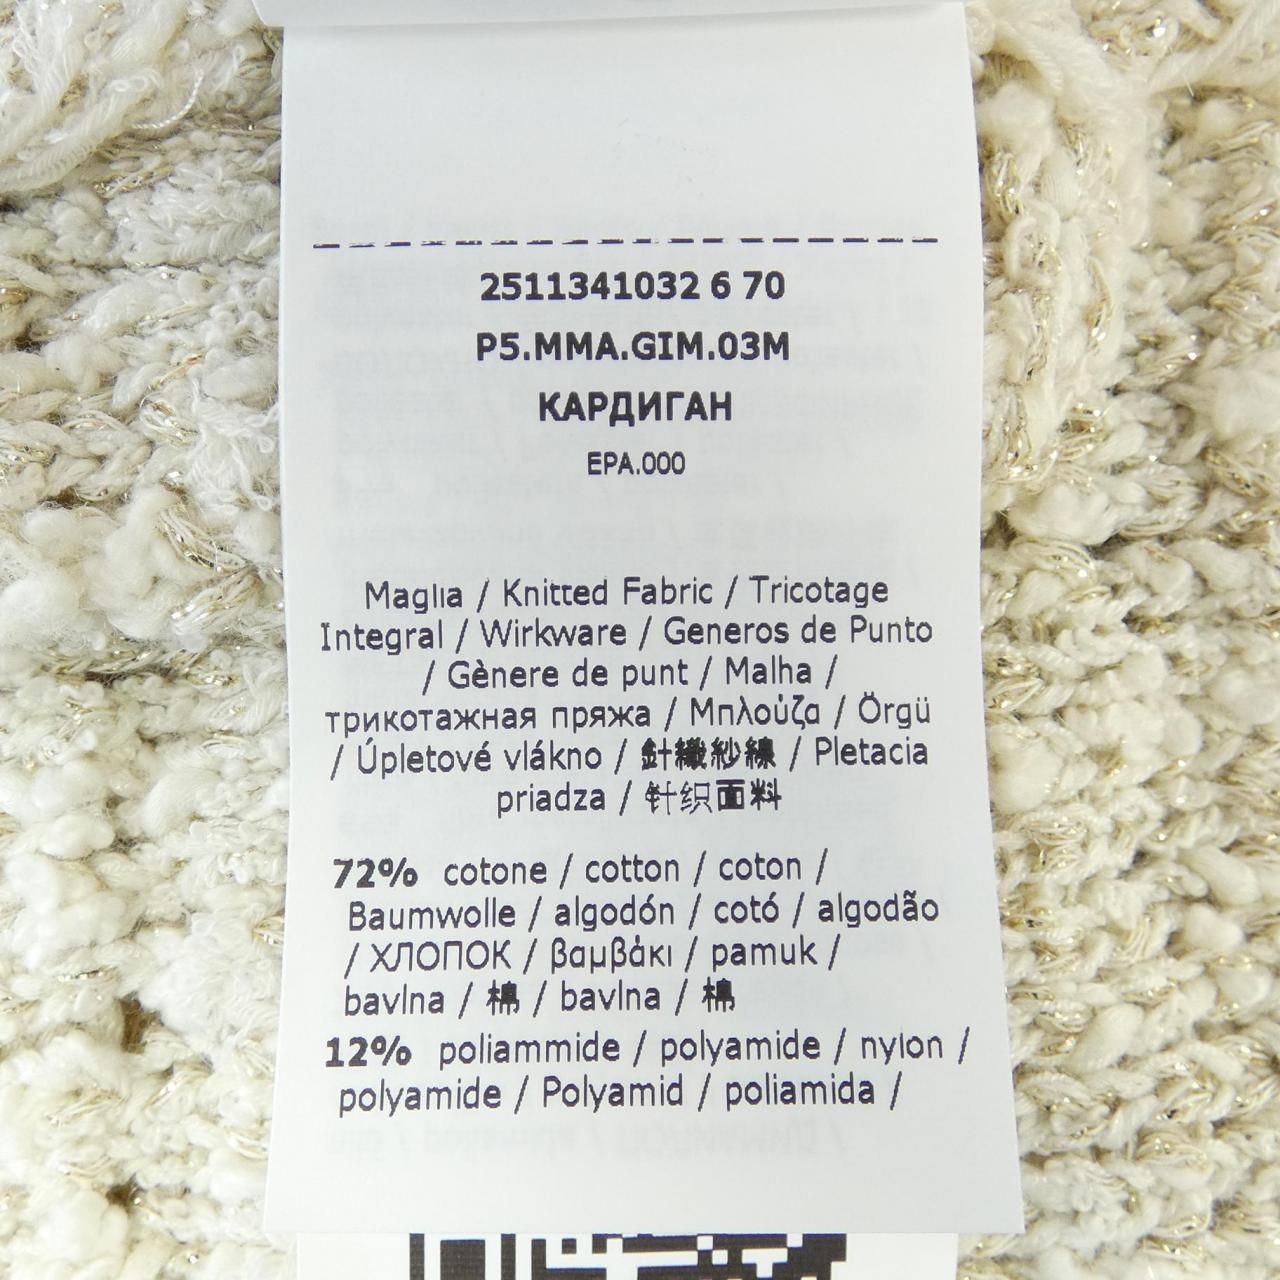 2511341032 6 70
P5.MMA.GIM.03M
КАРДИГАН
EPA.000
Maglia / Knitted Fabric / Tricotage
Integral / Wirkware / Generos de Punto
/ Gènere de punt / Malha /
трикотажная пряжа / Μπλούζα / Örgü
/ Úpletové vlákno / 針織紗線 / Pletacia
priadza / 针织面料
72% cotone / cotton / coton /
Baumwolle / algodón / cotó / algodão
/ ХЛОПОК / βαμβάκι / pamuk /
bavlna / 棉 / bavlna / 棉
12% poliammide / polyamide / nylon /
polyamide / Polyamid / poliamida /